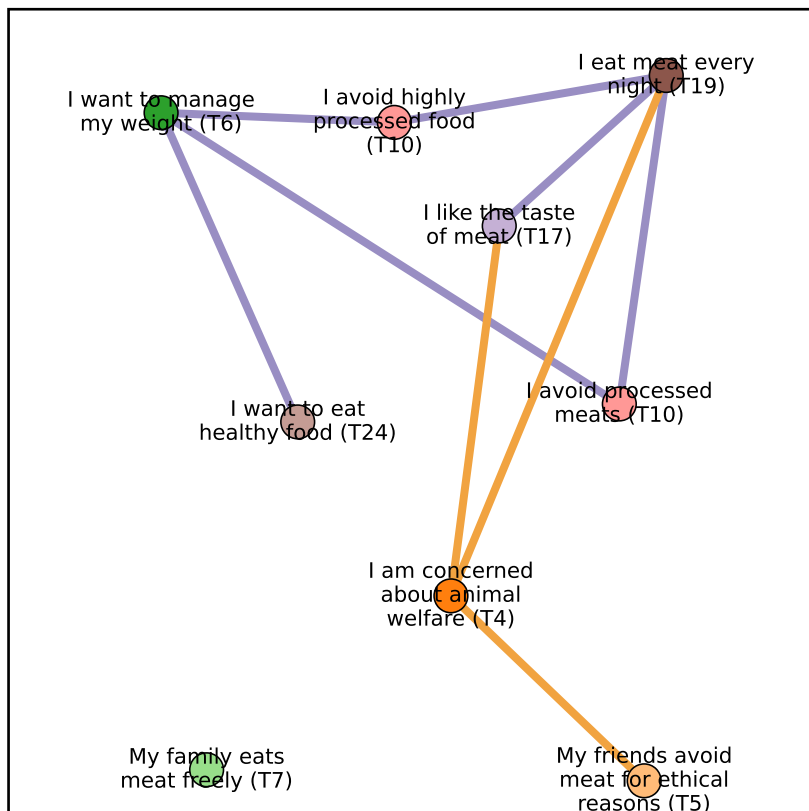 I eat meat every
night (T19)
I want to manage
my weight (T6)
I avoid highly
processed food
(T10)
I like the taste
of meat (T17)
I avoid processed
meats (T10)
I want to eat
healthy food (T24)
I am concerned
about animal
welfare (T4)
My family eats
meat freely (T7)
My friends avoid
meat for ethical
reasons (T5)